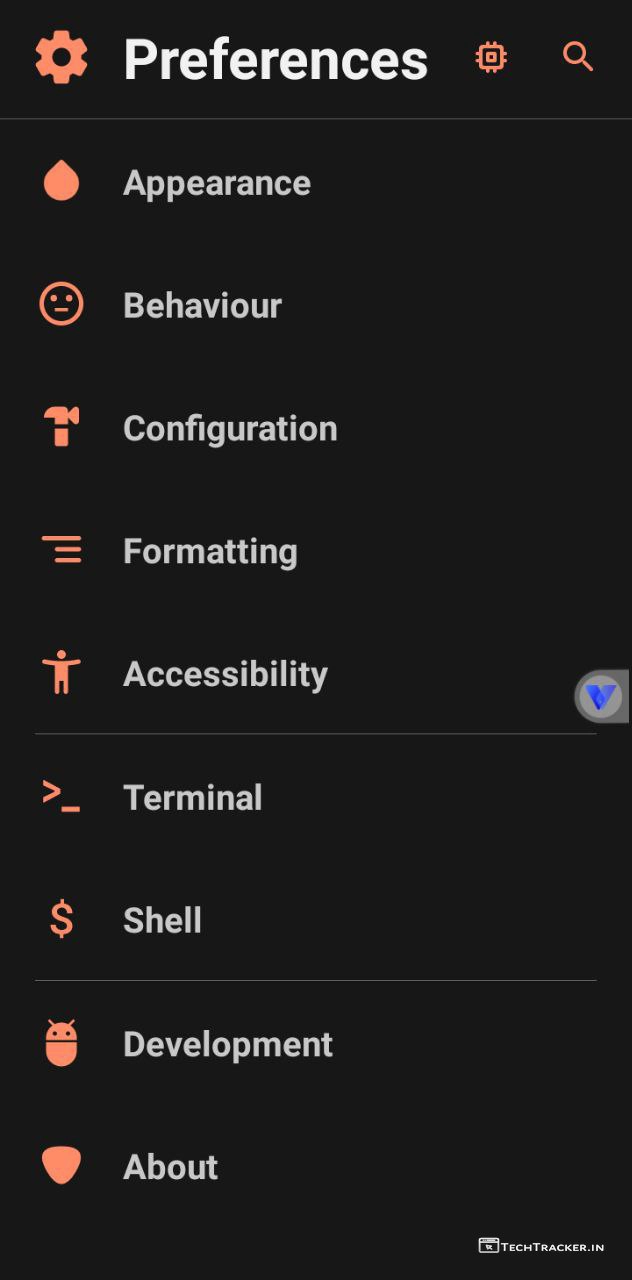 Preferences
Appearance
Behaviour
Configuration
Formatting
Accessibility
Terminal
Shell
Development
About
TechTracker.in